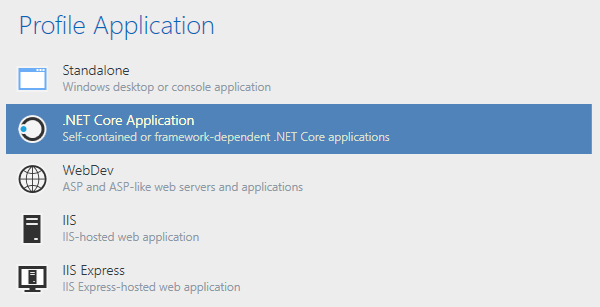 Profile Application
Standalone
Windows desktop or console application
.NET Core Application
Self-contained or framework-dependent .NET Core applications
WebDev
ASP and ASP-like web servers and applications
IIS
IIS-hosted web application
IIS Express
IIS Express-hosted web application